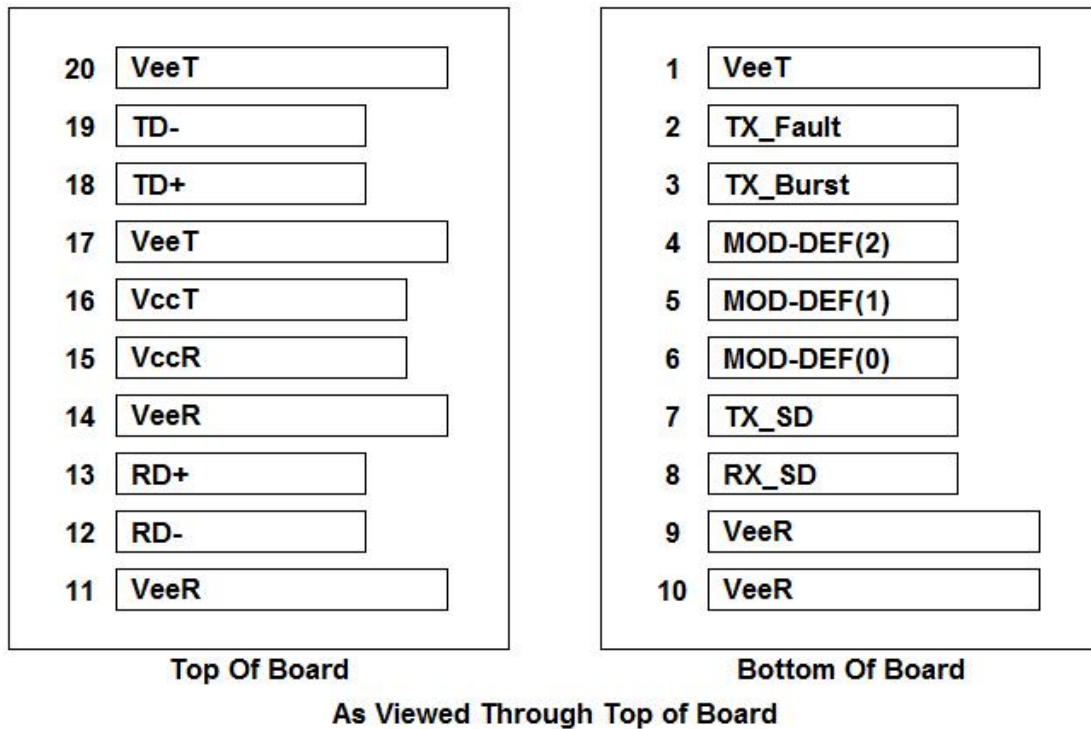 20 VeeT
19 TD-
18 TD+
17 VeeT
16 VccT
15 VccR
14 VeeR
13 RD+
12 RD-
11 VeeR
Top Of Board
1 VeeT
2 TX_Fault
3 TX_Burst
4 MOD-DEF(2)
5 MOD-DEF(1)
6 MOD-DEF(0)
7 TX_SD
8 RX_SD
9 VeeR
10 VeeR
Bottom Of Board
As Viewed Through Top of Board